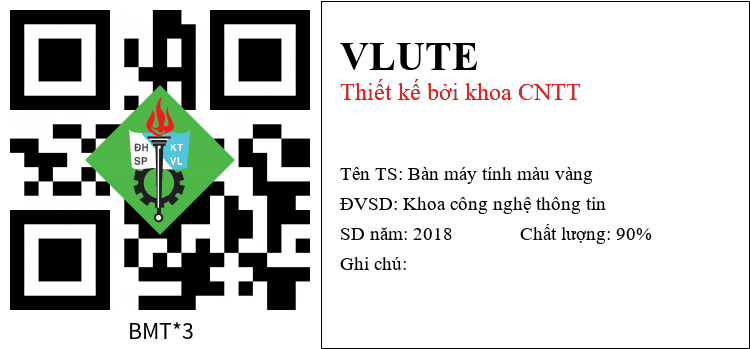 ĐH KT
SP VL
BMT*3
VLUTE
Thiết kế bởi khoa CNTT
Tên TS: Bàn máy tính màu vàng
ĐVSD: Khoa công nghệ thông tin
SD năm: 2018 Chất lượng: 90%
Ghi chú: